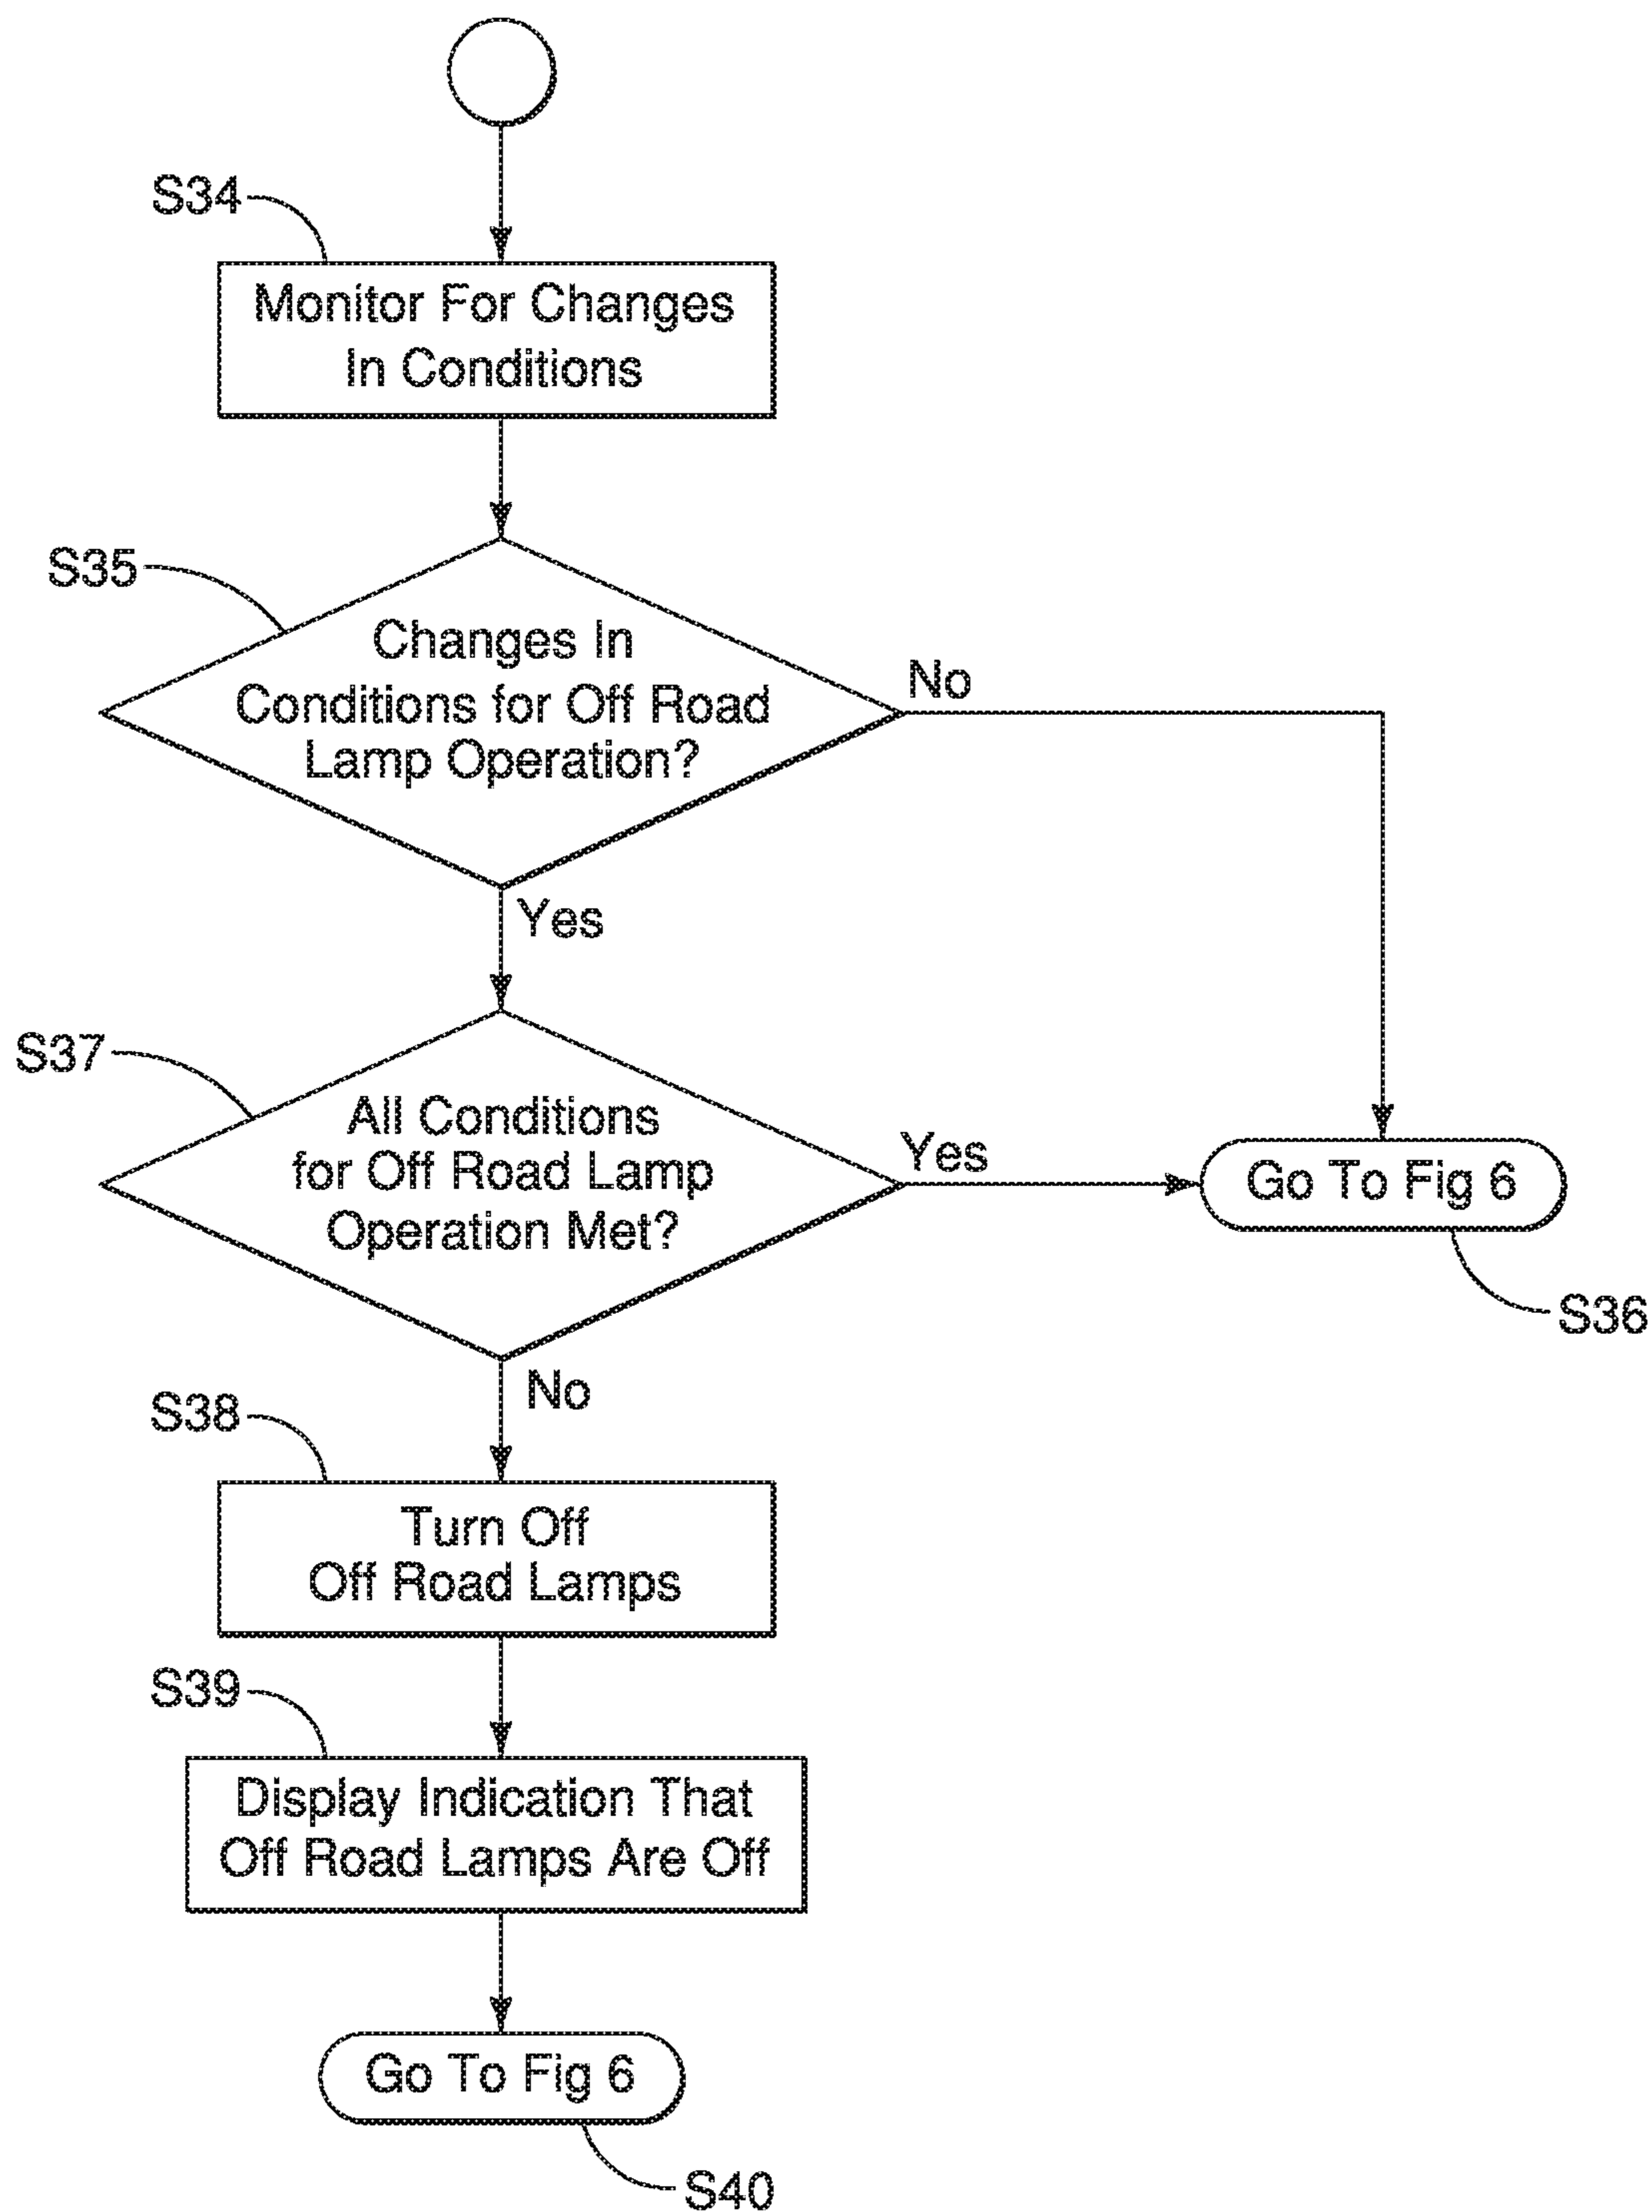 S34
Monitor For Changes
In Conditions
S35
Changes In
Conditions for Off Road
Lamp Operation?
No
Yes
S37
All Conditions
for Off Road Lamp
Operation Met?
Yes
Go To Fig 6
S36
No
S38
Turn Off
Off Road Lamps
S39
Display Indication That
Off Road Lamps Are Off
Go To Fig 6
S40